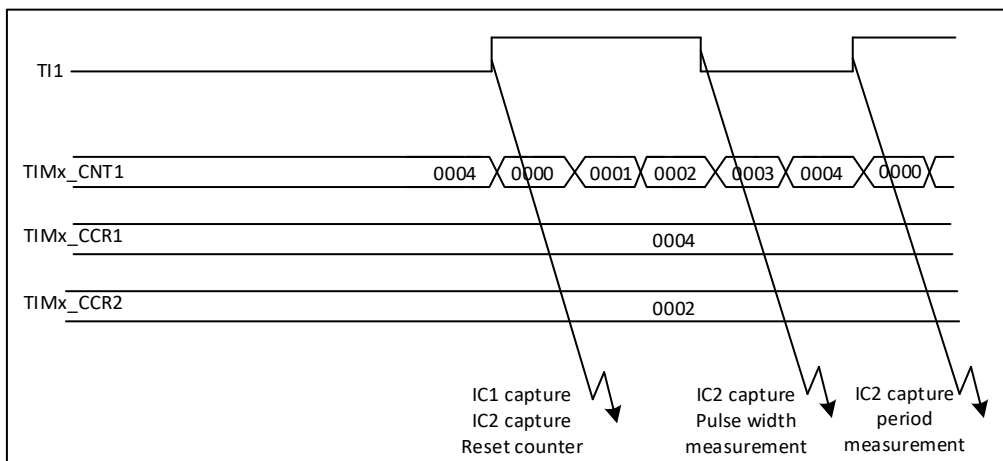 TI1
TIMx_CNT1
0004 0000 0001 0002 0003 0004 0000
TIMx_CCR1
0004
TIMx_CCR2
0002
IC1 capture
IC2 capture
Reset counter
IC2 capture
Pulse width
measurement
IC2 capture
period
measurement